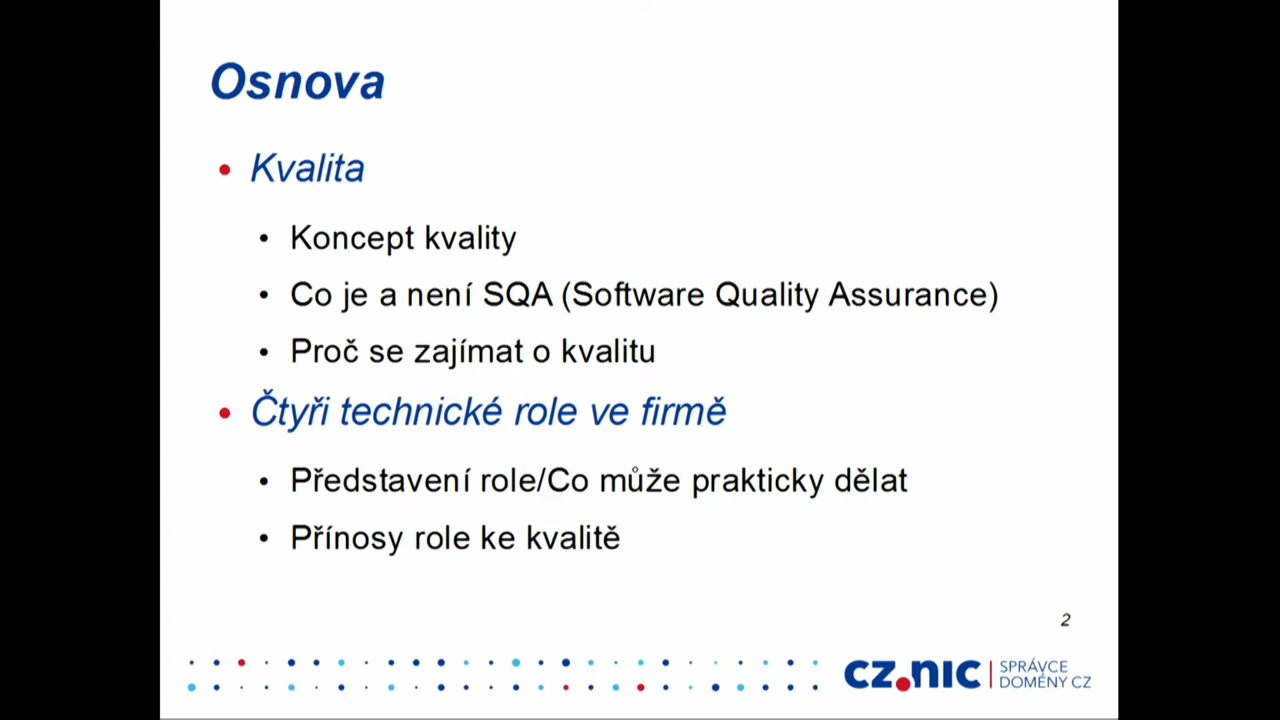 Osnova
• Kvalita
• Koncept kvality
• Co je a není SQA (Software Quality Assurance)
• Proč se zajímat o kvalitu
• Čtyři technické role ve firmě
• Představení role/Co může prakticky dělat
• Přínosy role ke kvalitě
2
CZ.NIC | SPRÁVCE
DOMÉNY CZ